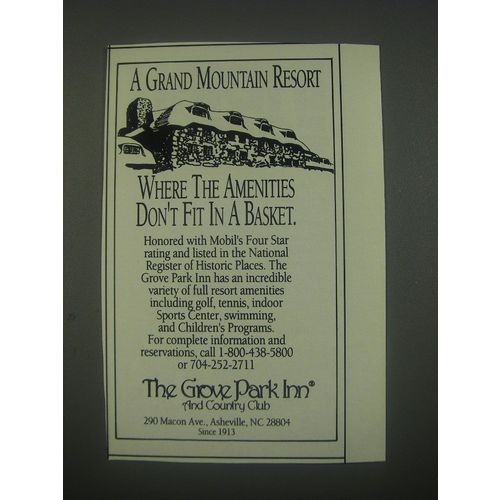 A GRAND MOUNTAIN RESORT
WHERE THE AMENITIES
DON'T FIT IN A BASKET.
Honored with Mobil's Four Star
rating and listed in the National
Register of Historic Places. The
Grove Park Inn has an incredible
variety of full resort amenities
including golf, tennis, indoor
Sports Center, swimming,
and Children's Programs.
For complete information and
reservations, call 1-800-438-5800
or 704-252-2711
The Grove Park Inn®
And Country Club
290 Macon Ave., Asheville, NC 28804
Since 1913